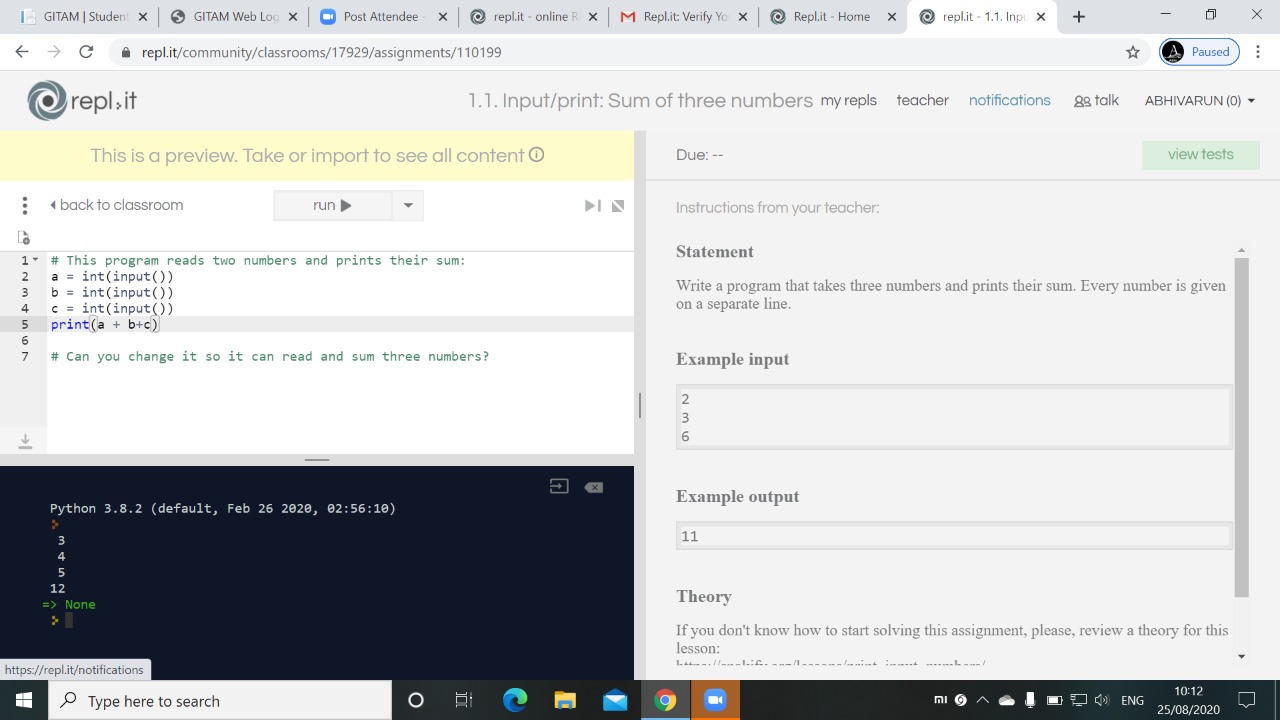 GITAM | Student
GITAM Web Log
Post Attendee -
repl.it - online R
Repl.it: Verify Yo
Repl.it - Home
repl.it - 1.1. Inp
repl.it/community/classrooms/17929/assignments/110199
Paused
repl.it
1.1. Input/print: Sum of three numbers
my repls
teacher
notifications
talk
ABHIVARUN (0)
This is a preview. Take or import to see all content
back to classroom
run
1 # This program reads two numbers and prints their sum:
2 a = int(input())
3 b = int(input())
4 c = int(input())
5 print(a + b+c)
6
7 # Can you change it so it can read and sum three numbers?
Python 3.8.2 (default, Feb 26 2020, 02:56:10)
3
4
5
12
=> None
https://repl.it/notifications
Due: --
view tests
Instructions from your teacher:
Statement
Write a program that takes three numbers and prints their sum. Every number is given
on a separate line.
Example input
2
3
6
Example output
11
Theory
If you don't know how to start solving this assignment, please, review a theory for this
lesson:
Type here to search
mi
ENG
10:12
25/08/2020